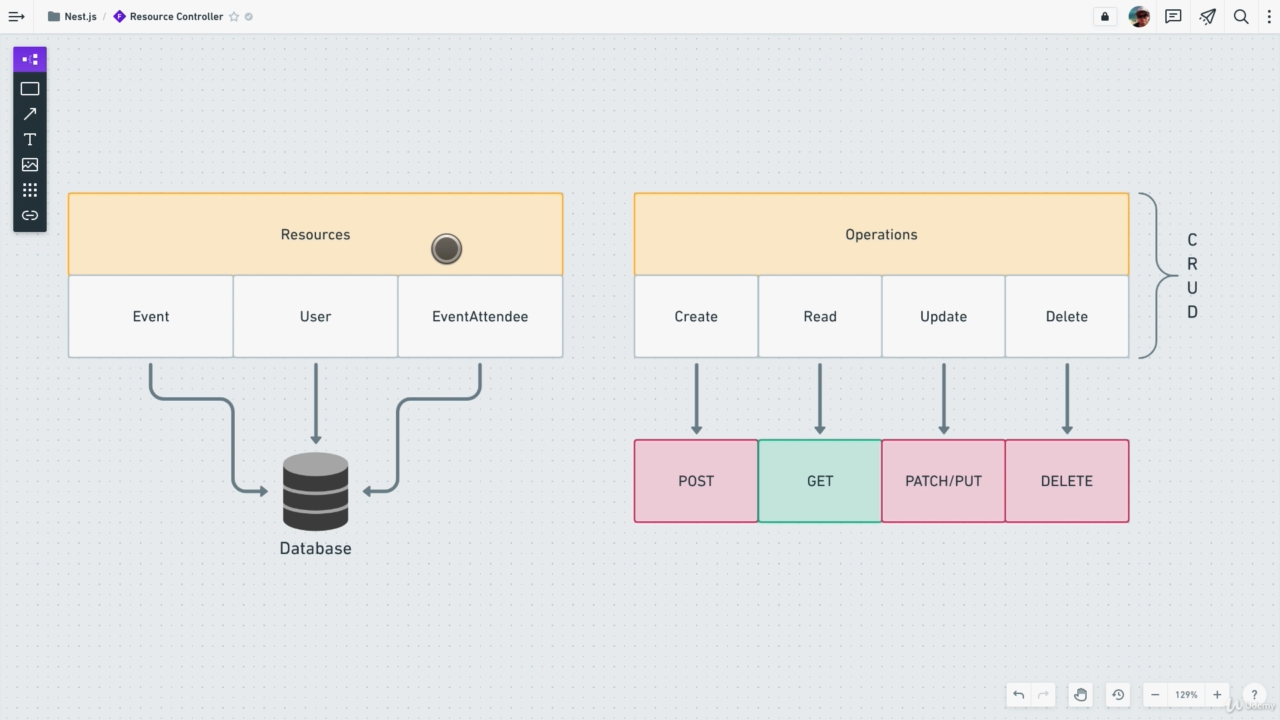 Nest.js / Resource Controller
T
Resources
Event User EventAttendee
Database
Operations
Create Read Update Delete
C
R
U
D
POST GET PATCH/PUT DELETE
129%
?
Udemy